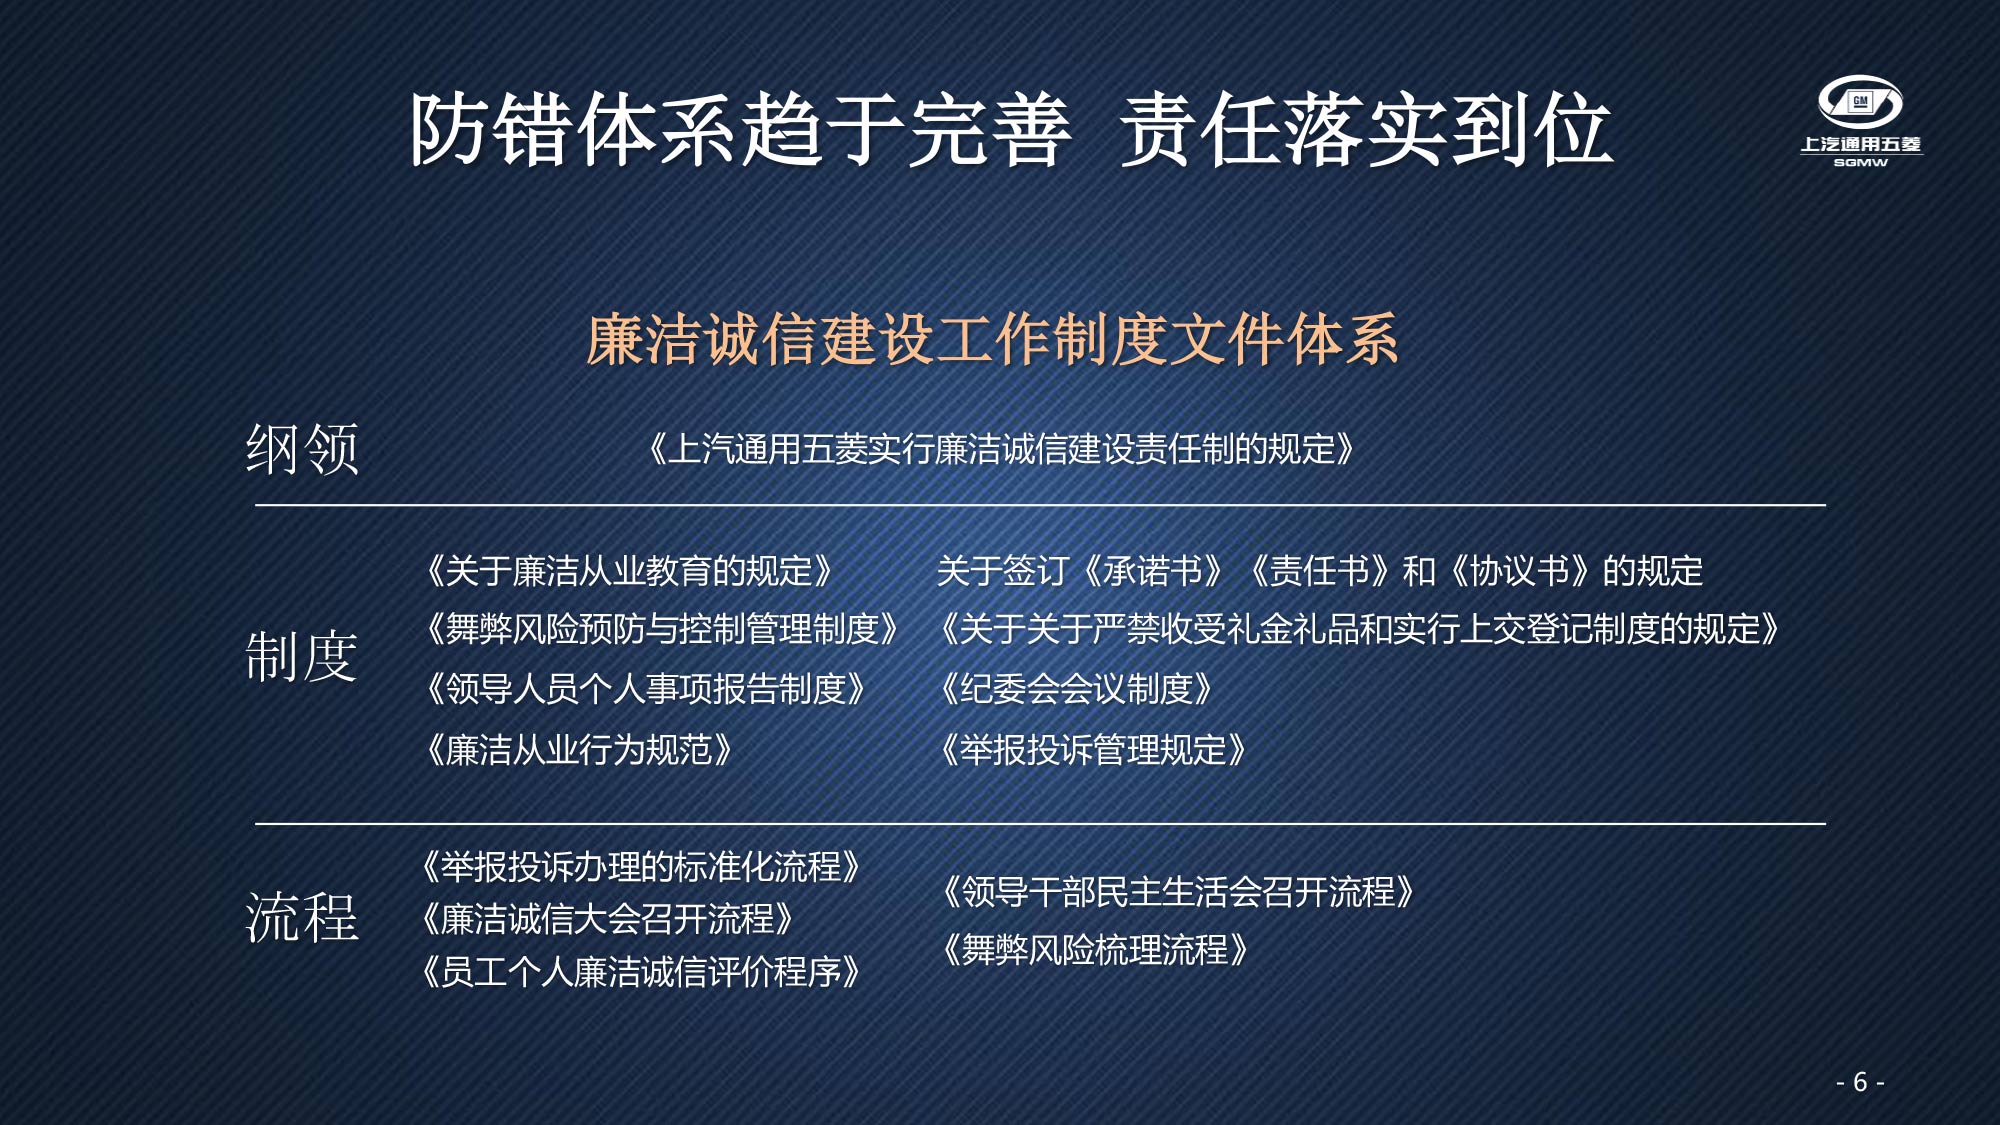 防错体系趋于完善 责任落实到位
GM
上汽通用五菱
SGMW
廉洁诚信建设工作制度文件体系
纲领
《上汽通用五菱实行廉洁诚信建设责任制的规定》
制度
《关于廉洁从业教育的规定》
《舞弊风险预防与控制管理制度》
《领导人员个人事项报告制度》
《廉洁从业行为规范》
关于签订《承诺书》《责任书》和《协议书》的规定
《关于关于严禁收受礼金礼品和实行上交登记制度的规定》
《纪委会会议制度》
《举报投诉管理规定》
流程
《举报投诉办理的标准化流程》
《廉洁诚信大会召开流程》
《员工个人廉洁诚信评价程序》
《领导干部民主生活会召开流程》
《舞弊风险梳理流程》
- 6 -